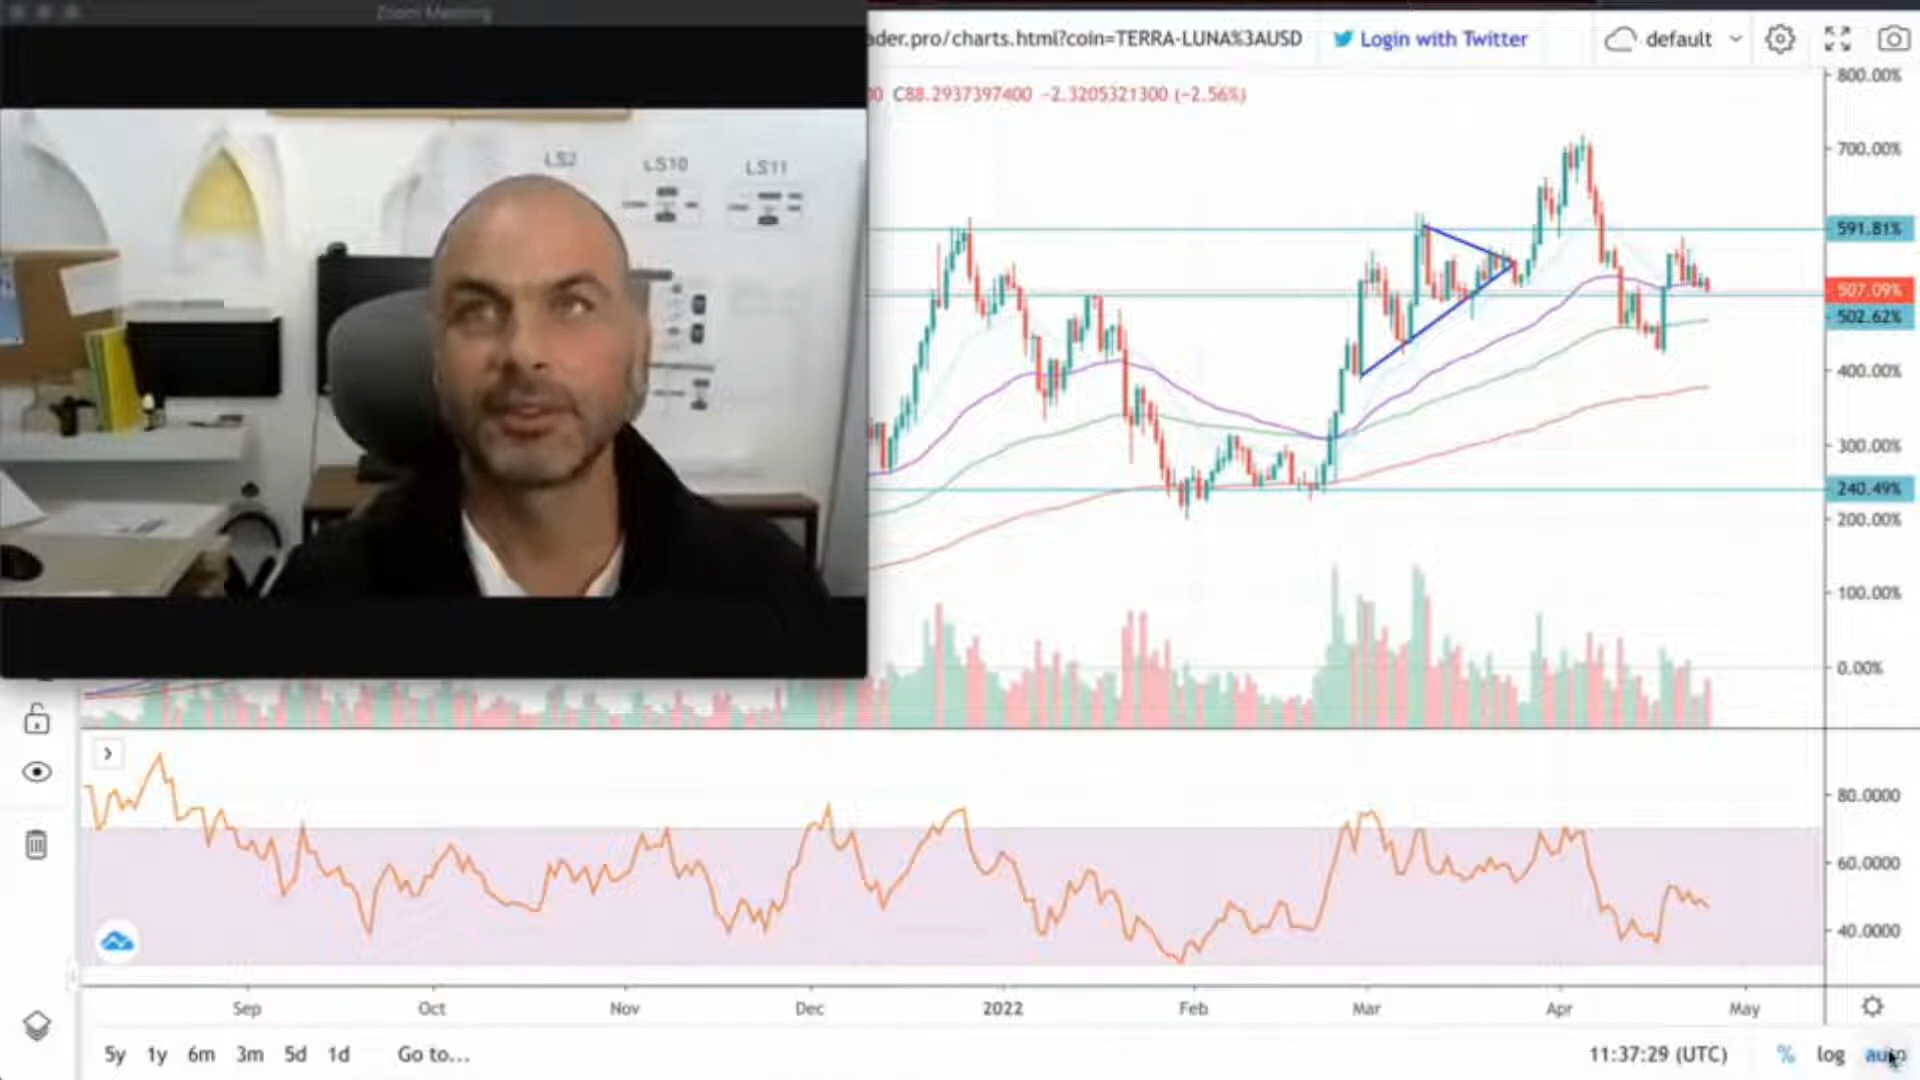 Zoom Meeting
ader.pro/charts.html?coin=TERRA-LUNA%3AUSD
Login with Twitter
default
00 C88.2937397400 −2.3205321300 (−2.56%)
LS2
LS10
LS11
800.00%
700.00%
591.81%
507.09%
502.62%
400.00%
300.00%
240.49%
200.00%
100.00%
0.00%
80.0000
60.0000
40.0000
Sep
Oct
Nov
Dec
2022
Feb
Mar
Apr
May
5y 1y 6m 3m 5d 1d Go to...
11:37:29 (UTC)
% log auto